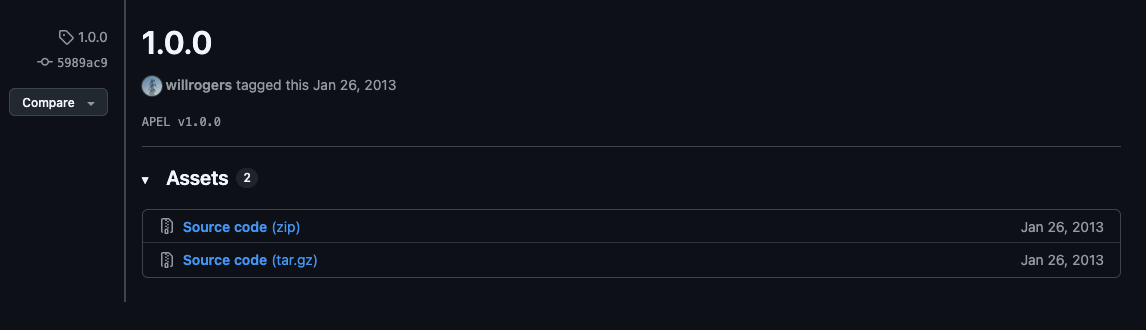 1.0.0
5989ac9
Compare
1.0.0
willrogers tagged this Jan 26, 2013
APEL v1.0.0
Assets 2
Source code (zip) Jan 26, 2013
Source code (tar.gz) Jan 26, 2013